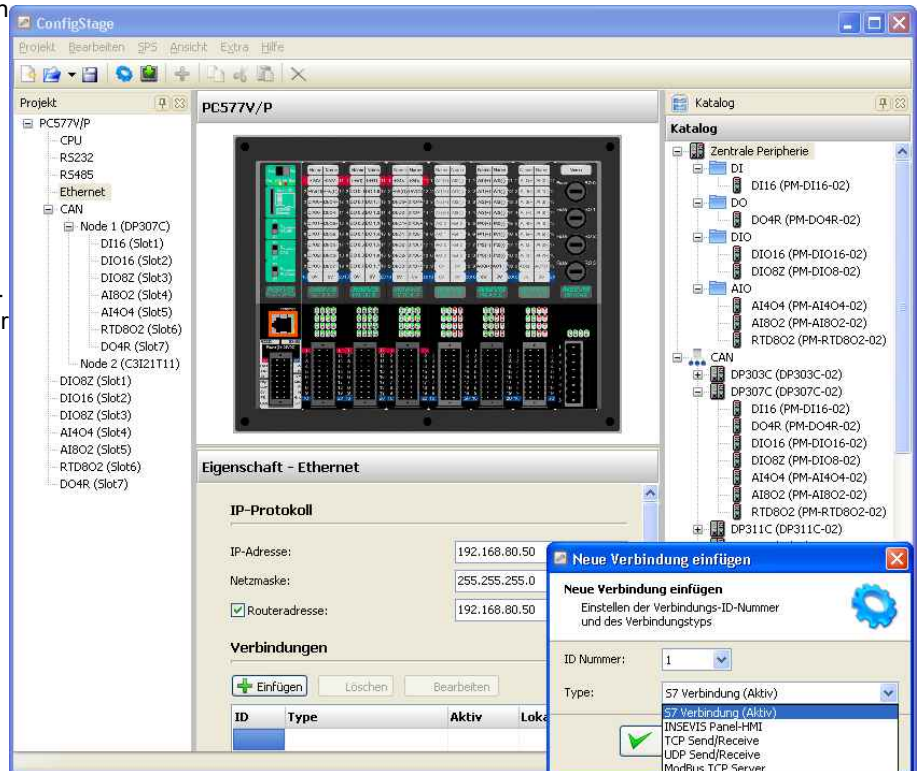 n
ConfigStage
Projekt Bearbeiten SPS Ansicht Extra Hilfe
Projekt
PC577V/P
CPU
RS232
RS485
Ethernet
CAN
Node 1 (DP307C)
DI16 (Slot1)
DIO16 (Slot2)
DIO8Z (Slot3)
AI8O2 (Slot4)
AI4O4 (Slot5)
RTD8O2 (Slot6)
DO4R (Slot7)
Node 2 (C3I21T11)
DIO8Z (Slot1)
DIO16 (Slot2)
DIO8Z (Slot3)
AI4O4 (Slot4)
AI8O2 (Slot5)
RTD8O2 (Slot6)
DO4R (Slot7)
r
PC577V/P
Eigenschaft - Ethernet
IP-Protokoll
IP-Adresse: 192.168.80.50
Netzmaske: 255.255.255.0
Routeradresse: 192.168.80.50
Verbindungen
Einfügen Löschen Bearbeiten
ID Type Aktiv Loka
Katalog
Katalog
Zentrale Peripherie
DI
DI16 (PM-DI16-02)
DO
DO4R (PM-DO4R-02)
DIO
DIO16 (PM-DIO16-02)
DIO8Z (PM-DIO8-02)
AIO
AI4O4 (PM-AI4O4-02)
AI8O2 (PM-AI8O2-02)
RTD8O2 (PM-RTD8O2-02)
CAN
DP303C (DP303C-02)
DP307C (DP307C-02)
DI16 (PM-DI16-02)
DO4R (PM-DO4R-02)
DIO16 (PM-DIO16-02)
DIO8Z (PM-DIO8-02)
AI4O4 (PM-AI4O4-02)
AI8O2 (PM-AI8O2-02)
RTD8O2 (PM-RTD8O2-02)
DP311C (DP311C-02)
Neue Verbindung einfügen
Neue Verbindung einfügen
Einstellen der Verbindungs-ID-Nummer
und des Verbindungstyps
ID Nummer: 1
Type: S7 Verbindung (Aktiv)
S7 Verbindung (Aktiv)
INSEVIS Panel-HMI
TCP Send/Receive
UDP Send/Receive
ModBus TCP Server